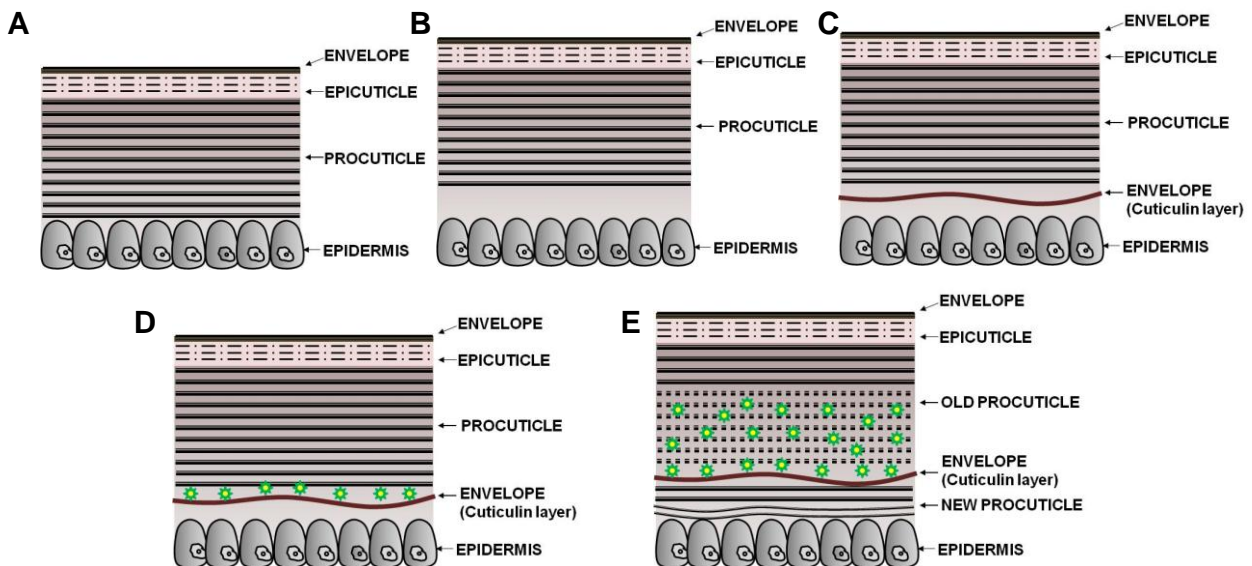 A
ENVELOPE
EPICUTICLE
PROCUTICLE
EPIDERMIS
B
ENVELOPE
EPICUTICLE
PROCUTICLE
EPIDERMIS
C
ENVELOPE
EPICUTICLE
PROCUTICLE
ENVELOPE
(Cuticulin layer)
EPIDERMIS
D
ENVELOPE
EPICUTICLE
PROCUTICLE
ENVELOPE
(Cuticulin layer)
EPIDERMIS
E
ENVELOPE
EPICUTICLE
OLD PROCUTICLE
ENVELOPE
(Cuticulin layer)
NEW PROCUTICLE
EPIDERMIS